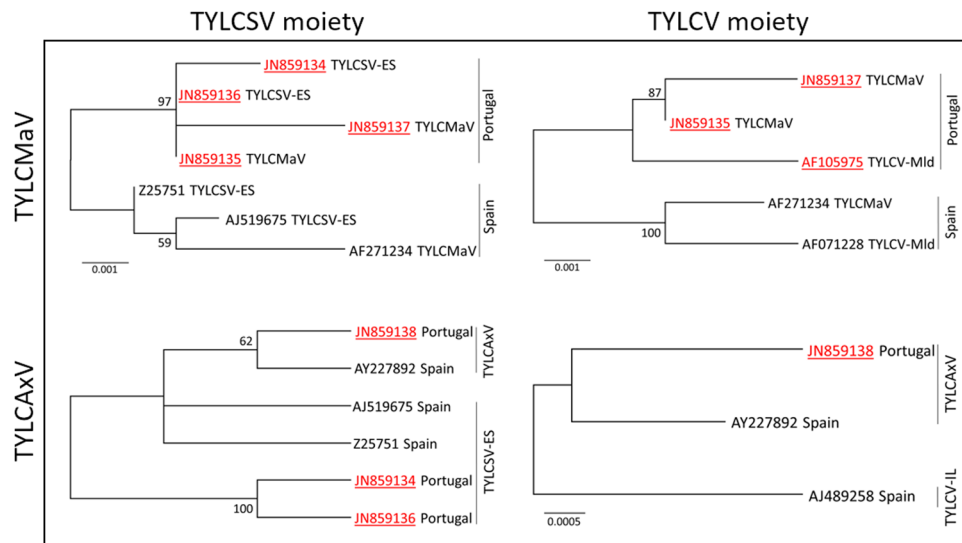 TYLCSV moiety
TYLCV moiety
TYLCMaV
JN859134 TYLCSV-ES
JN859136 TYLCSV-ES
97
JN859137 TYLCMaV
JN859135 TYLCMaV
Portugal
Z25751 TYLCSV-ES
AJ519675 TYLCSV-ES
59
AF271234 TYLCMaV
Spain
0.001
JN859137 TYLCMaV
87
JN859135 TYLCMaV
AF105975 TYLCV-Mld
Portugal
AF271234 TYLCMaV
100
AF071228 TYLCV-Mld
Spain
0.001
TYLCAxV
JN859138 Portugal
62
AY227892 Spain
TYLCAxV
AJ519675 Spain
Z25751 Spain
JN859134 Portugal
100
JN859136 Portugal
TYLCSV-ES
JN859138 Portugal
AY227892 Spain
TYLCAxV
AJ489258 Spain
TYLCV-IL
0.0005